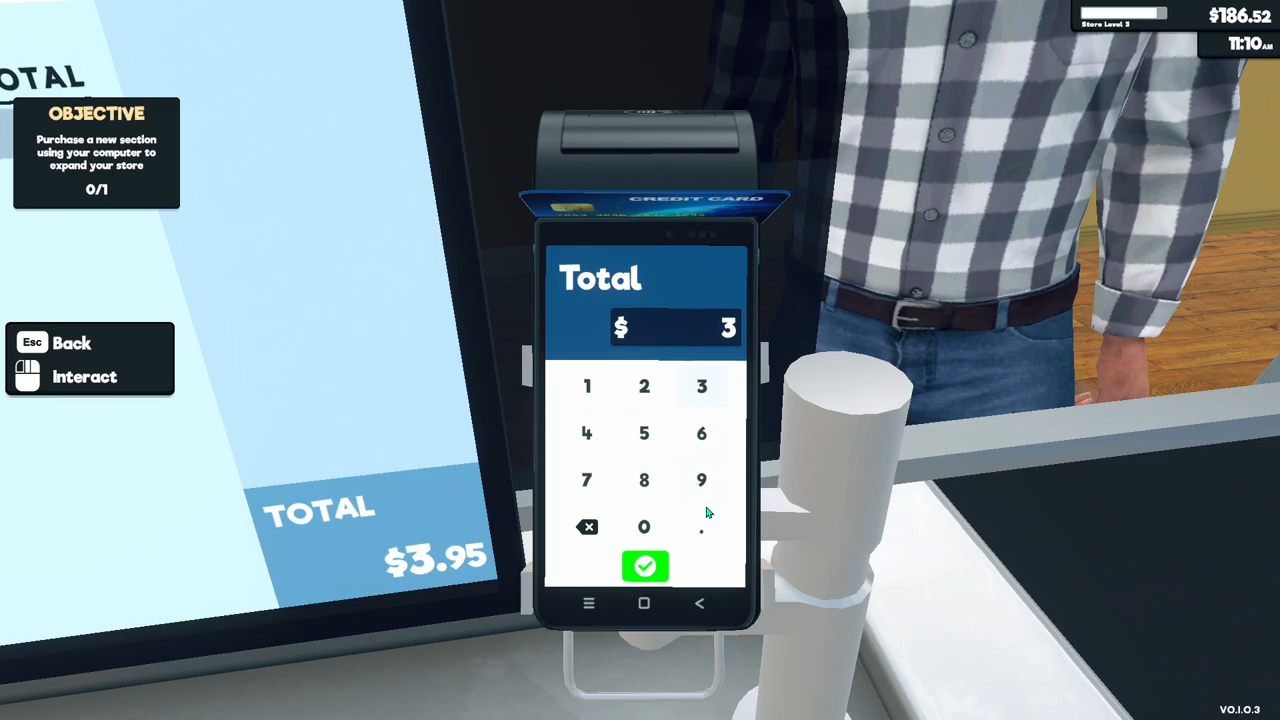 $186.52
Store Level 3
11:10AM
OTAL
OBJECTIVE
Purchase a new section
using your computer to
expand your store
0/1
CREDIT CARD
Total
$ 3
Esc Back
Interact
1 2 3
4 5 6
7 8 9
0 .
TOTAL
$3.95
V0.1.0.3